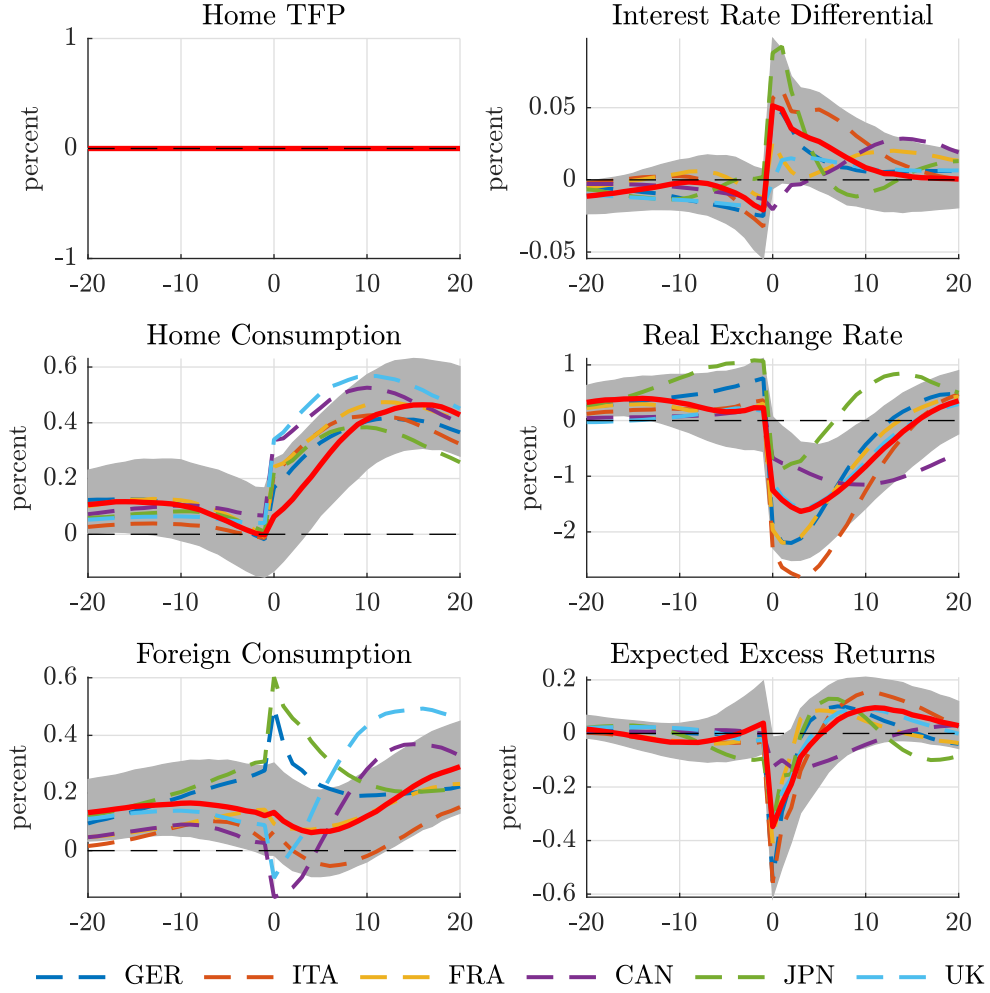 Home TFP
percent
1
0
-1
-20 -10 0 10 20
Interest Rate Differential
percent
0.05
0
-0.05
-20 -10 0 10 20
Home Consumption
percent
0.6
0.4
0.2
0
-20 -10 0 10 20
Real Exchange Rate
percent
1
0
-1
-2
-20 -10 0 10 20
Foreign Consumption
percent
0.6
0.4
0.2
0
-20 -10 0 10 20
Expected Excess Returns
percent
0.2
0
-0.2
-0.4
-0.6
-20 -10 0 10 20
GER ITA FRA CAN JPN UK